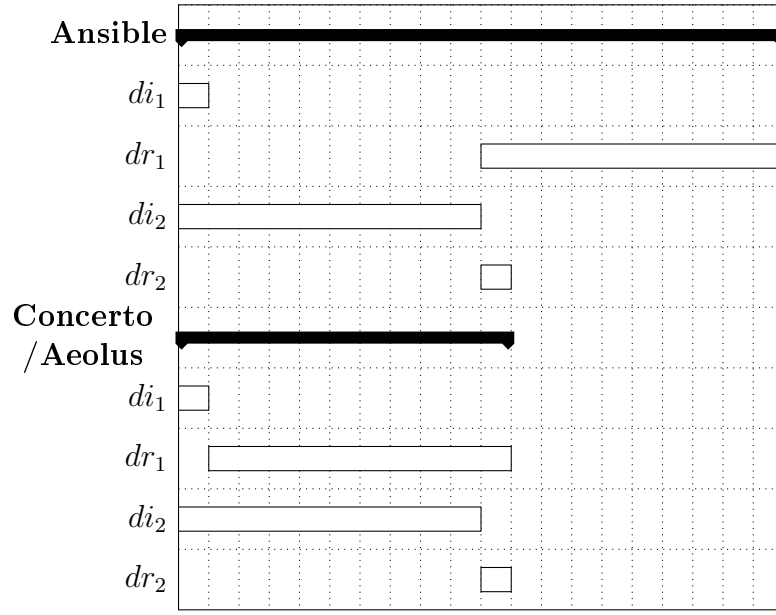 Ansible
di₁
dr₁
di₂
dr₂
Concerto
/Aeolus
di₁
dr₁
di₂
dr₂